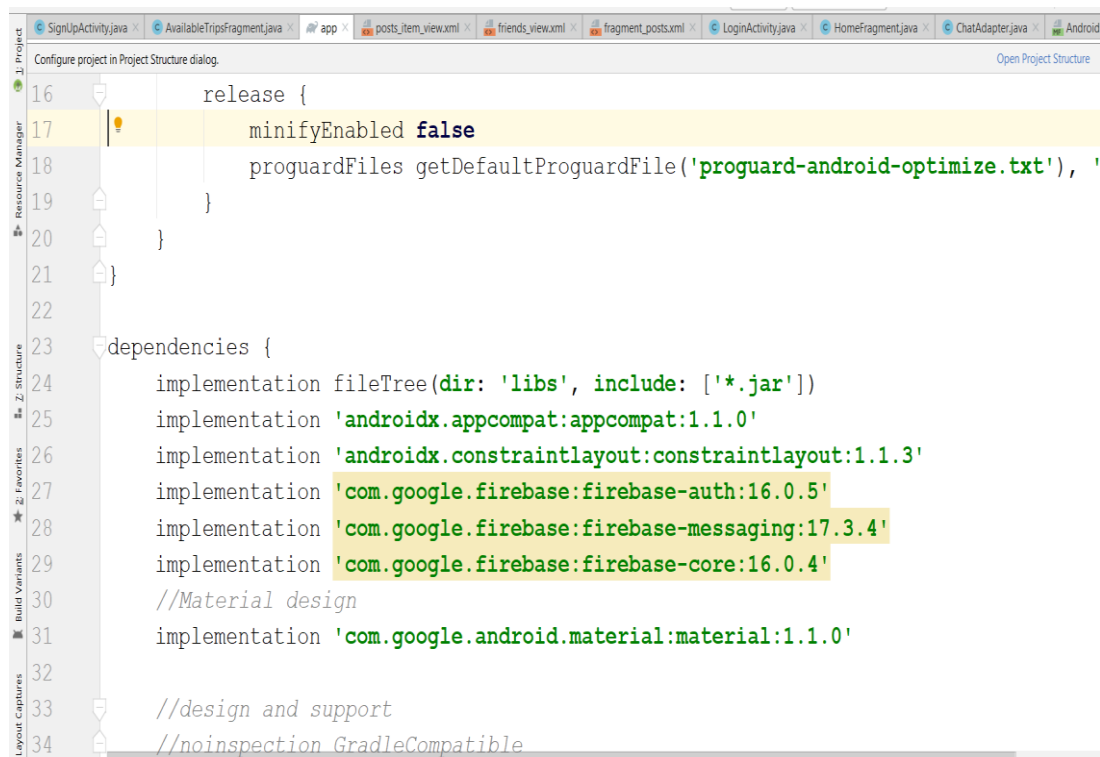 SignUpActivity.java AvailableTripsFragment.java app posts_item_view.xml friends_view.xml fragment_posts.xml LoginActivity.java HomeFragment.java ChatAdapter.java Android
Configure project in Project Structure dialog. Open Project Structure
1: Project
Resource Manager
Z: Structure
2: Favorites
Build Variants
Layout Captures
16 release {
17 minifyEnabled false
18 proguardFiles getDefaultProguardFile('proguard-android-optimize.txt'), '
19 }
20 }
21 }
22
23 dependencies {
24 implementation fileTree(dir: 'libs', include: ['*.jar'])
25 implementation 'androidx.appcompat:appcompat:1.1.0'
26 implementation 'androidx.constraintlayout:constraintlayout:1.1.3'
27 implementation 'com.google.firebase:firebase-auth:16.0.5'
28 implementation 'com.google.firebase:firebase-messaging:17.3.4'
29 implementation 'com.google.firebase:firebase-core:16.0.4'
30 //Material design
31 implementation 'com.google.android.material:material:1.1.0'
32
33 //design and support
34 //noinspection GradleCompatible